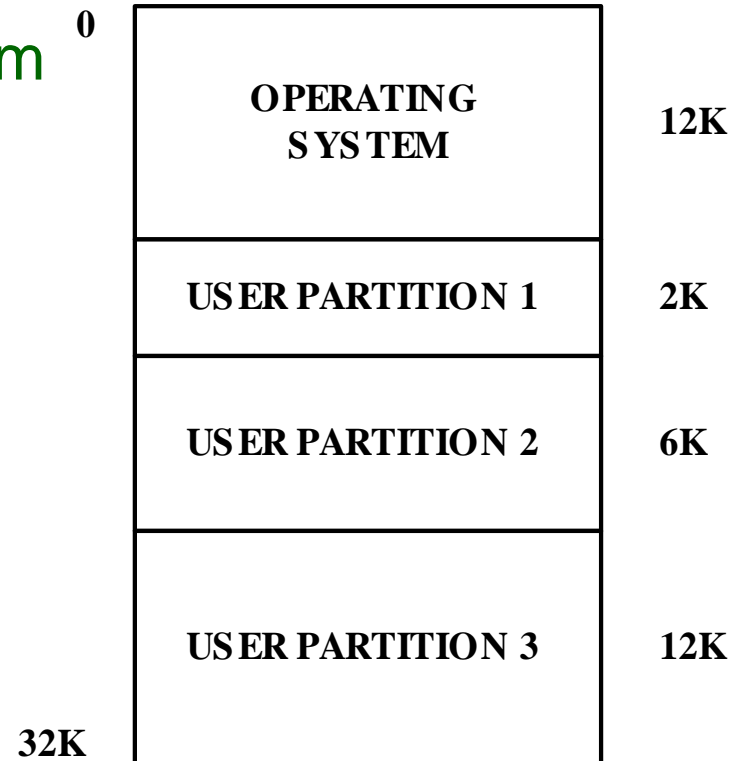 0
m
OPERATING
SYSTEM
12K
USER PARTITION 1
2K
USER PARTITION 2
6K
USER PARTITION 3
12K
32K